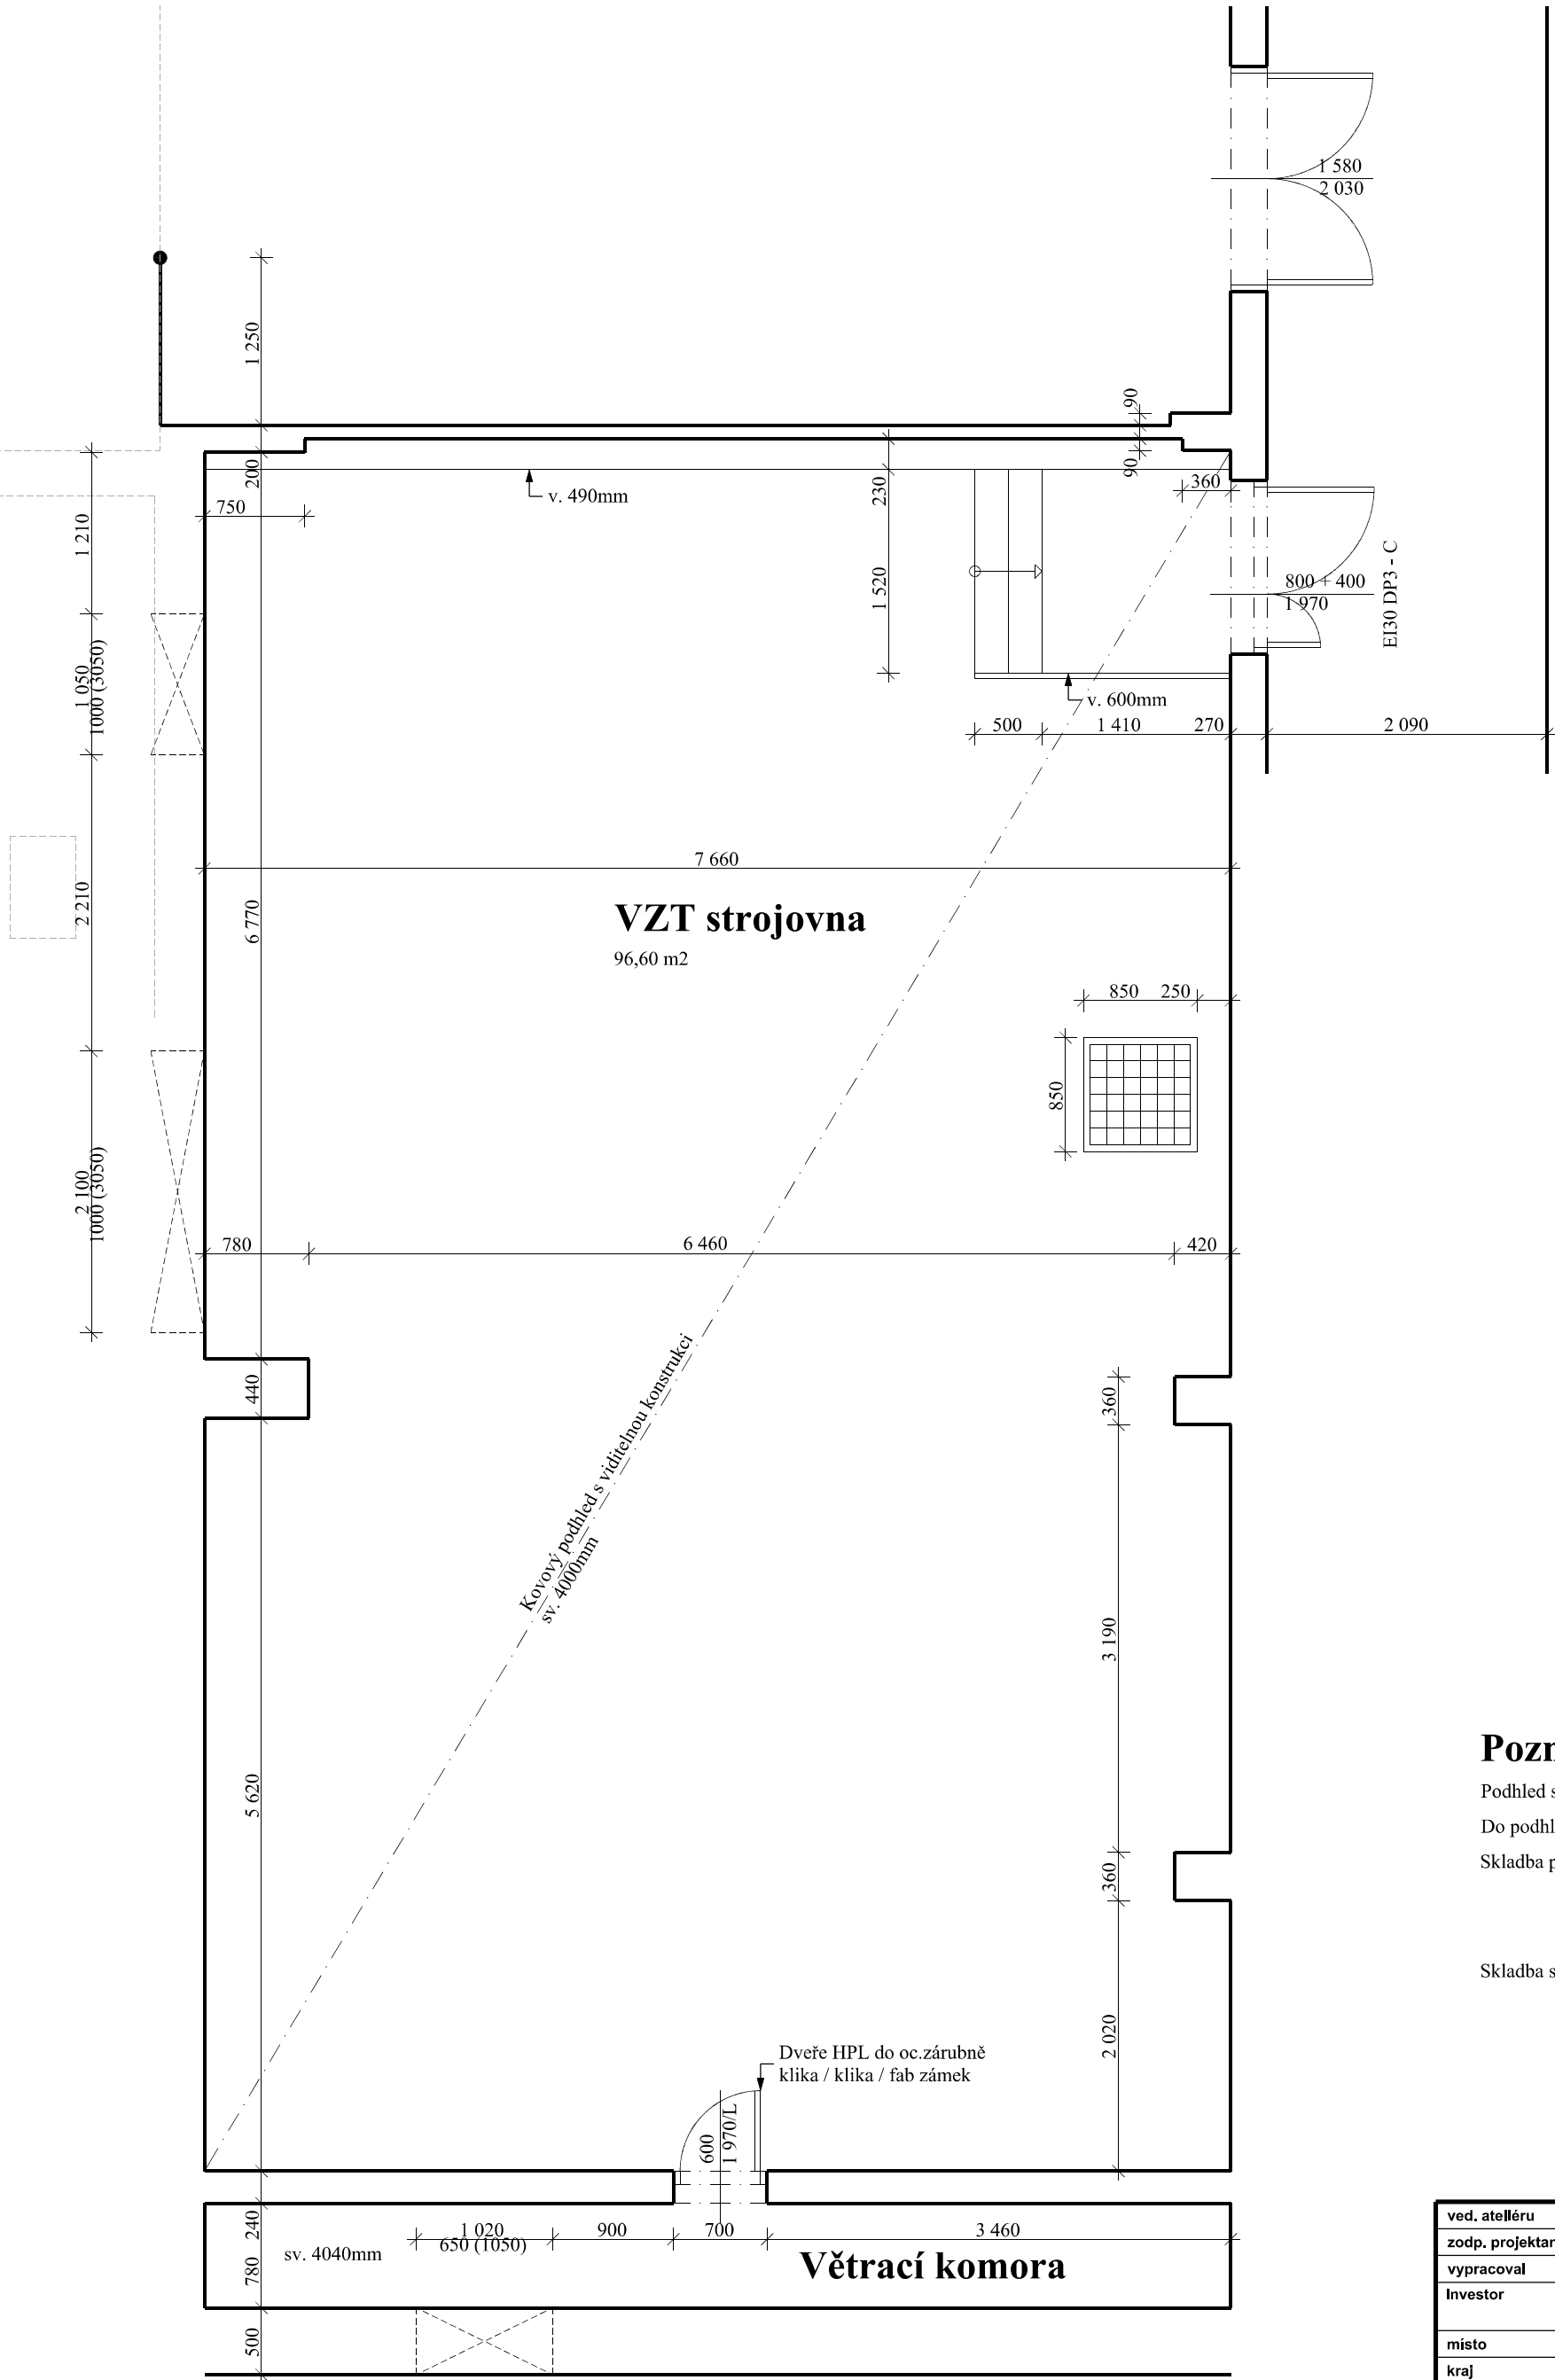 1 580
2 030
1 250
90
200
90
230
360
v. 490mm
750
1 210
1 520
800 + 400
1 970
EI30 DP3 - C
1 050
1000 (3050)
v. 600mm
500
1 410
270
2 090
7 660
2 210
6 770
VZT strojovna
96,60 m2
850
250
850
2 100
1000 (3050)
780
6 460
420
440
360
Kovový podhled s viditelnou konstrukci
sv. 4000mm
3 190
5 620
360
2 020
Podhled
Do
Skladba
Skladba
Dveře HPL do oc.zárubně
klika / klika / fab zámek
600
1 970/L
240
1 020
650 (1050)
900
700
3 460
sv. 4040mm
780
Větrací komora
500
ved. atelléru
zodp.
vypracoval
Investor
místo
kraj